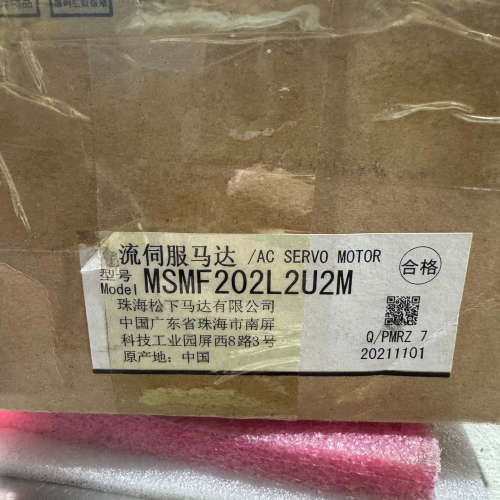 流伺服马达 /AC SERVO MOTOR
型号
Model MSMF202L2U2M
合格
珠海松下马达有限公司
中国广东省珠海市南屏
科技工业园屏西8路3号
原产地: 中国
Q/PMRZ 7
20211101